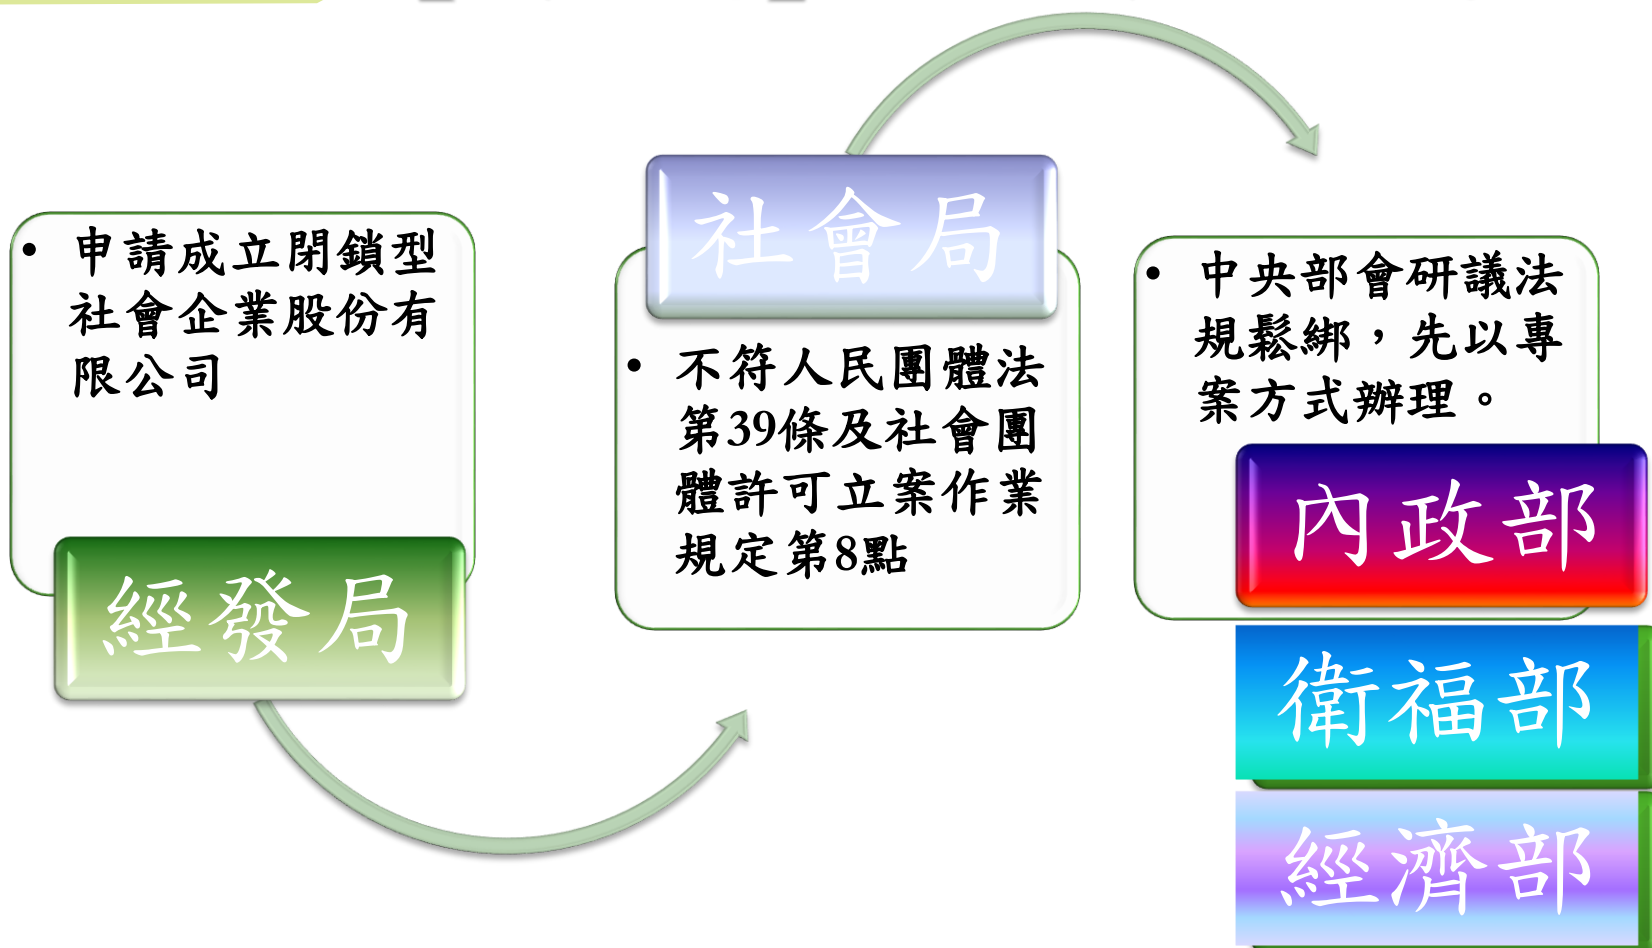 • 申請成立閉鎖型
社會企業股份有
限公司
經發局
社會局
• 不符人民團體法
第39條及社會團
體許可立案作業
規定第8點
• 中央部會研議法
規鬆綁，先以專
案方式辦理。
內政部
衛福部
經濟部